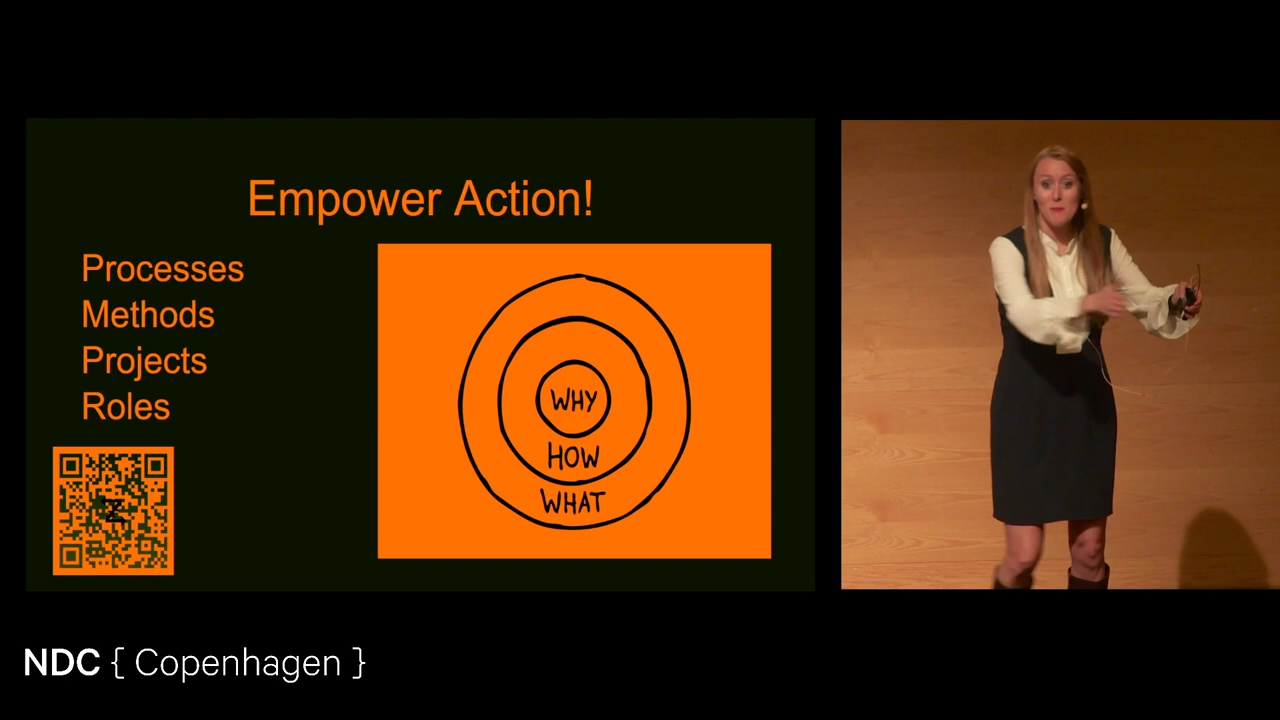 Empower Action!
Processes
Methods
Projects
Roles
WHY
HOW
WHAT
NDC { Copenhagen }